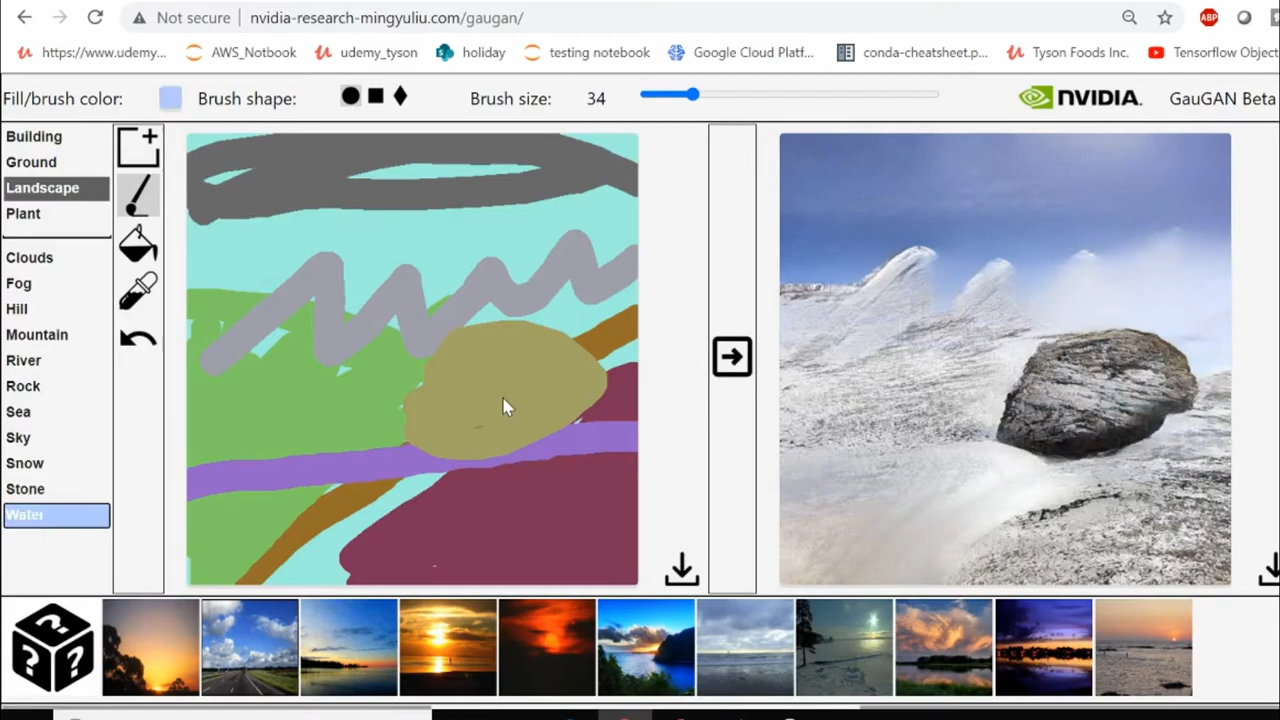 Not secure | nvidia-research-mingyuliu.com/gaugan/
ABP
https://www.udemy... AWS_Notbook udemy_tyson holiday testing notebook Google Cloud Platf... conda-cheatsheet.p... Tyson Foods Inc. Tensorflow Object
Fill/brush color: Brush shape: Brush size: 34 NVIDIA. GauGAN Beta
Building
Ground
Landscape
Plant
Clouds
Fog
Hill
Mountain
River
Rock
Sea
Sky
Snow
Stone
Water
? ? ?